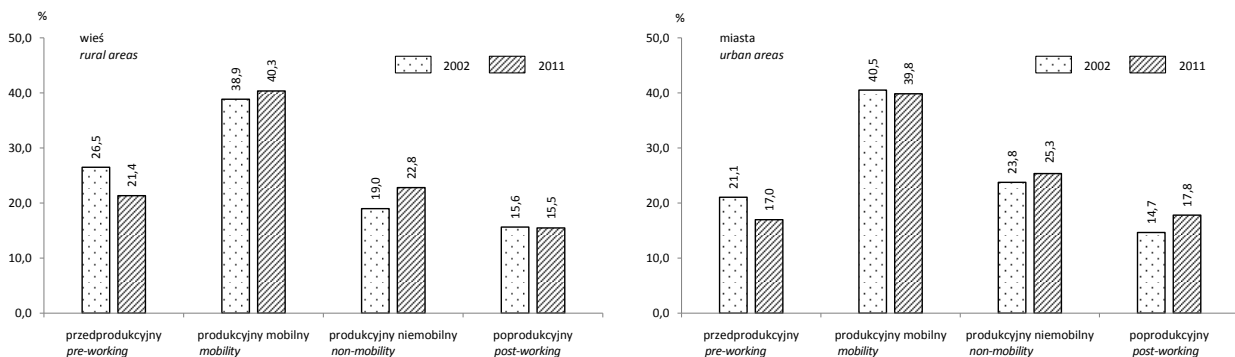 %
wieś
rural areas
2002
2011
50,0
40,0
30,0
20,0
10,0
0,0
26,5
21,4
38,9
40,3
19,0
22,8
15,6
15,5
przedprodukcyjny
pre-working
produkcyjny mobilny
mobility
produkcyjny niemobilny
non-mobility
poprodukcyjny
post-working
%
miasta
urban areas
2002
2011
50,0
40,0
30,0
20,0
10,0
0,0
21,1
17,0
40,5
39,8
23,8
25,3
14,7
17,8
przedprodukcyjny
pre-working
produkcyjny mobilny
mobility
produkcyjny niemobilny
non-mobility
poprodukcyjny
post-working